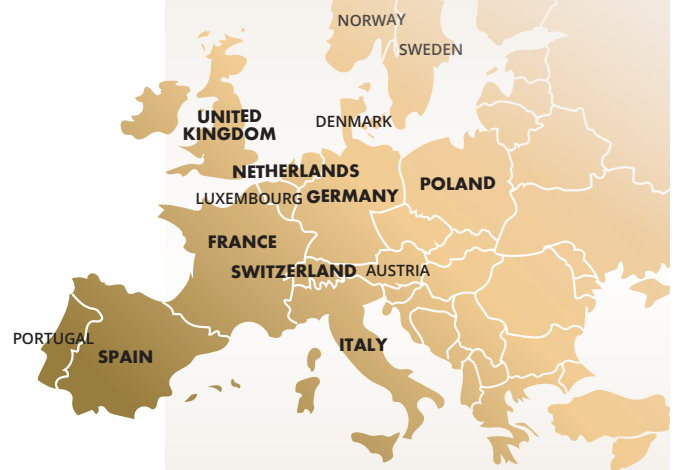 NORWAY
SWEDEN
UNITED
KINGDOM
DENMARK
NETHERLANDS
LUXEMBOURG
GERMANY
POLAND
FRANCE
SWITZERLAND
AUSTRIA
PORTUGAL
SPAIN
ITALY